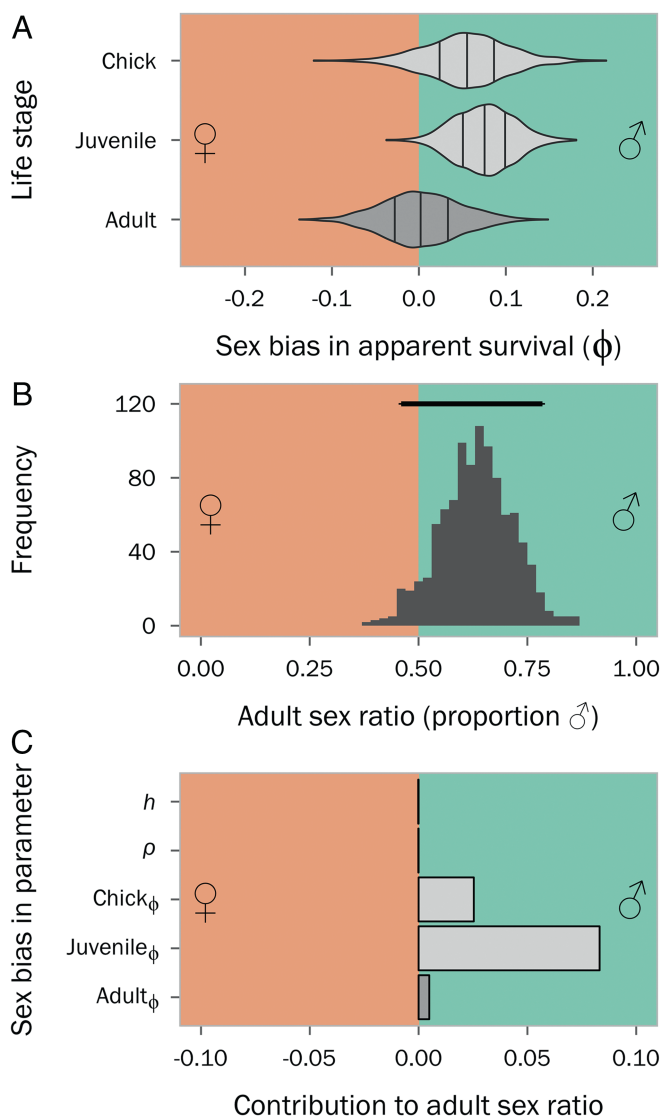 A
Life stage
Chick
Juvenile
Adult
♀
♂
-0.2 -0.1 0.0 0.1 0.2
Sex bias in apparent survival (ϕ)
B
Frequency
120
80
40
0
♀
♂
0.00 0.25 0.50 0.75 1.00
Adult sex ratio (proportion ♂)
C
Sex bias in parameter
h
ρ
Chickϕ
Juvenileϕ
Adultϕ
♀
♂
-0.10 -0.05 0.00 0.05 0.10
Contribution to adult sex ratio